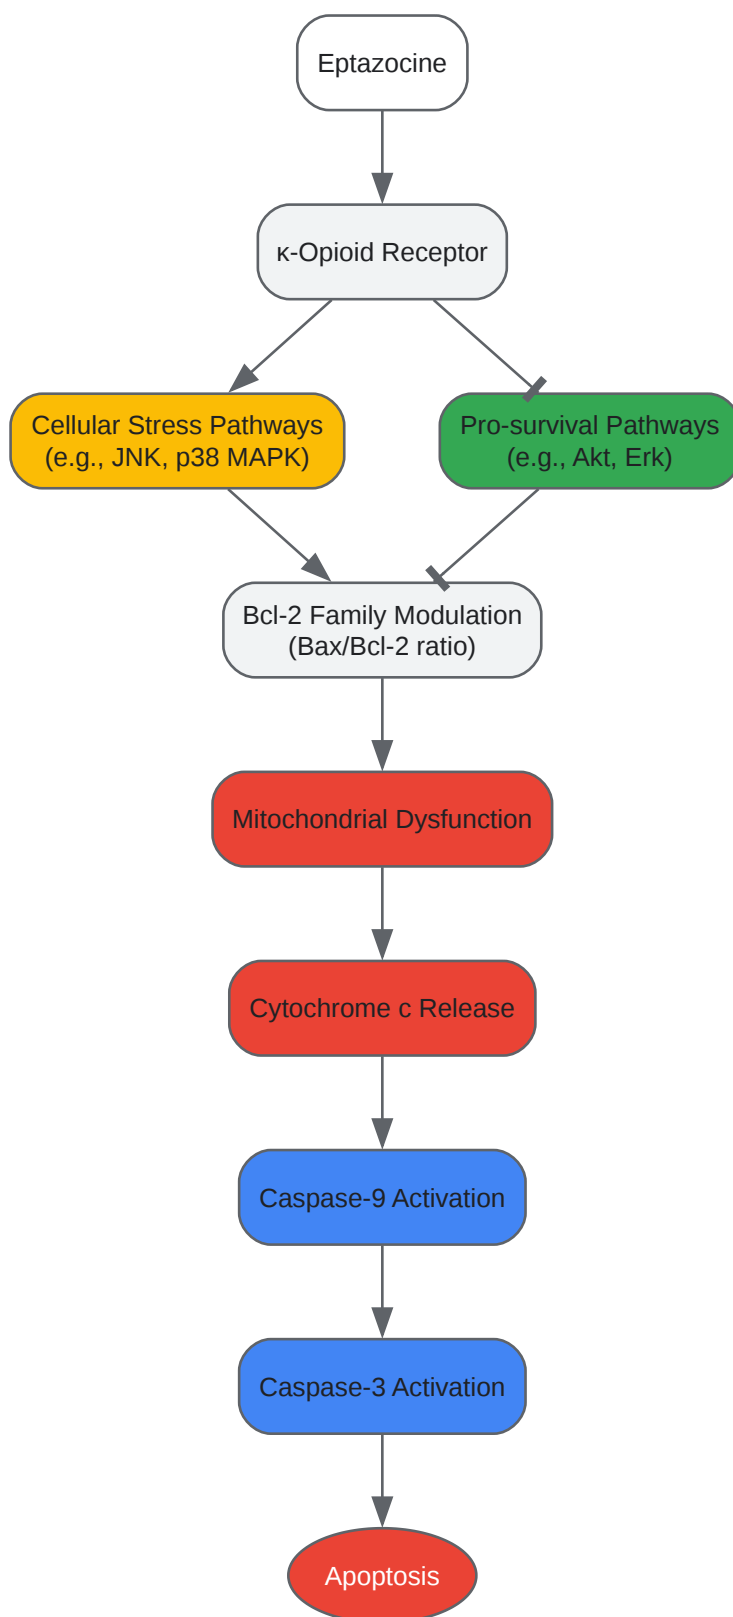 Eptazocine
κ-Opioid Receptor
Cellular Stress Pathways
(e.g., JNK, p38 MAPK)
Pro-survival Pathways
(e.g., Akt, Erk)
Bcl-2 Family Modulation
(Bax/Bcl-2 ratio)
Mitochondrial Dysfunction
Cytochrome c Release
Caspase-9 Activation
Caspase-3 Activation
Apoptosis